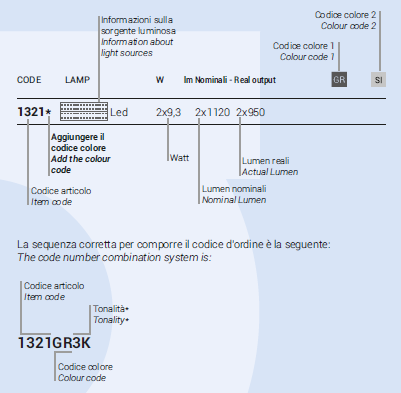 Informazioni sulla
sorgente luminosa
Information about
light sources
Codice colore 2
Colour code 2
Codice colore 1
Colour code 1
CODE LAMP W lm Nominali - Real output GR SI
1321* Led 2x9,3 2x1120 2x950
Aggiungere il
codice colore
Add the colour
code
Watt
Lumen reali
Actual Lumen
Codice articolo
Item code
Lumen nominali
Nominal Lumen
La sequenza corretta per comporre il codice d'ordine è la seguente:
The code number combination system is:
Codice articolo
Item code
Tonalità*
Tonality*
1321GR3K
Codice colore
Colour code